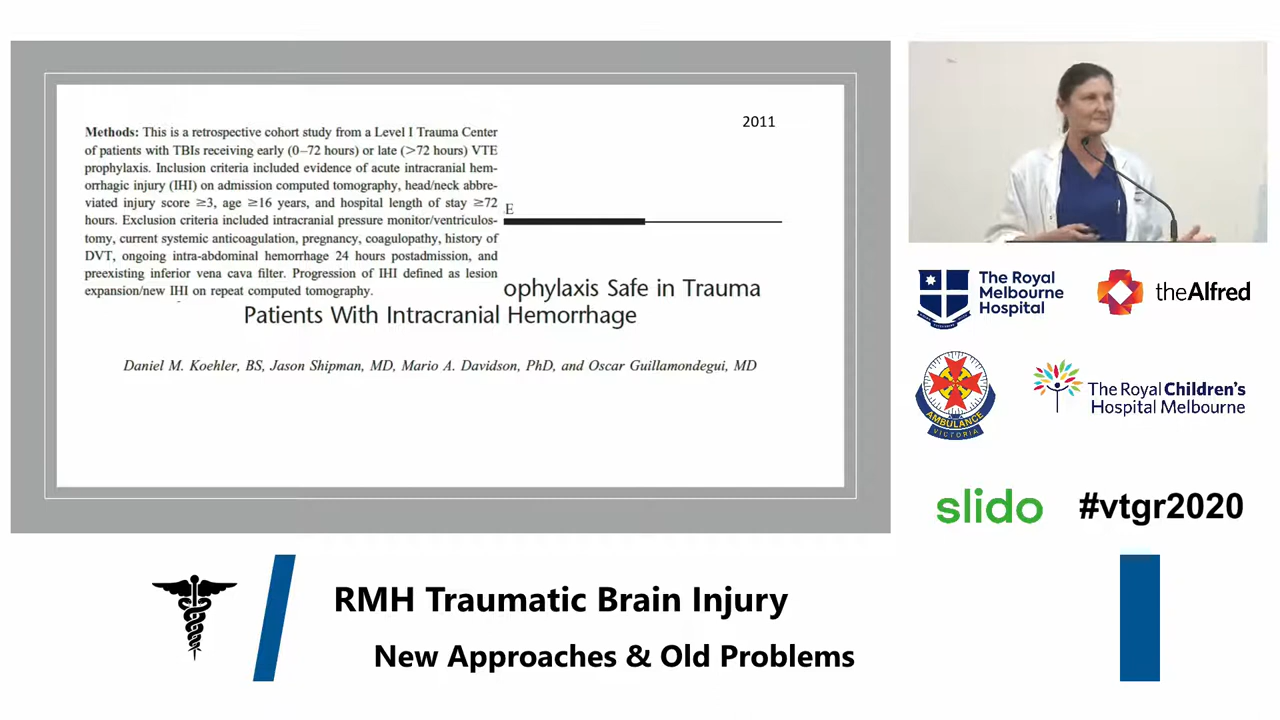 Methods: This is a retrospective cohort study from a Level I Trauma Center
of patients with TBIs receiving early (0–72 hours) or late (>72 hours) VTE
prophylaxis. Inclusion criteria included evidence of acute intracranial hem-
orrhagic injury (IHI) on admission computed tomography, head/neck abbre-
viated injury score ≥3, age ≥16 years, and hospital length of stay ≥72
hours. Exclusion criteria included intracranial pressure monitor/ventriculos-
tomy, current systemic anticoagulation, pregnancy, coagulopathy, history of
DVT, ongoing intra-abdominal hemorrhage 24 hours postadmission, and
preexisting inferior vena cava filter. Progression of IHI defined as lesion
expansion/new IHI on repeat computed tomography.
2011
E
ophylaxis Safe in Trauma
Patients With Intracranial Hemorrhage
Daniel M. Koehler, BS, Jason Shipman, MD, Mario A. Davidson, PhD, and Oscar Guillamondegui, MD
The Royal
Melbourne
Hospital
theAlfred
AMBULANCE
VICTORIA
The Royal Children's
Hospital Melbourne
slido
#vtgr2020
RMH Traumatic Brain Injury
New Approaches & Old Problems